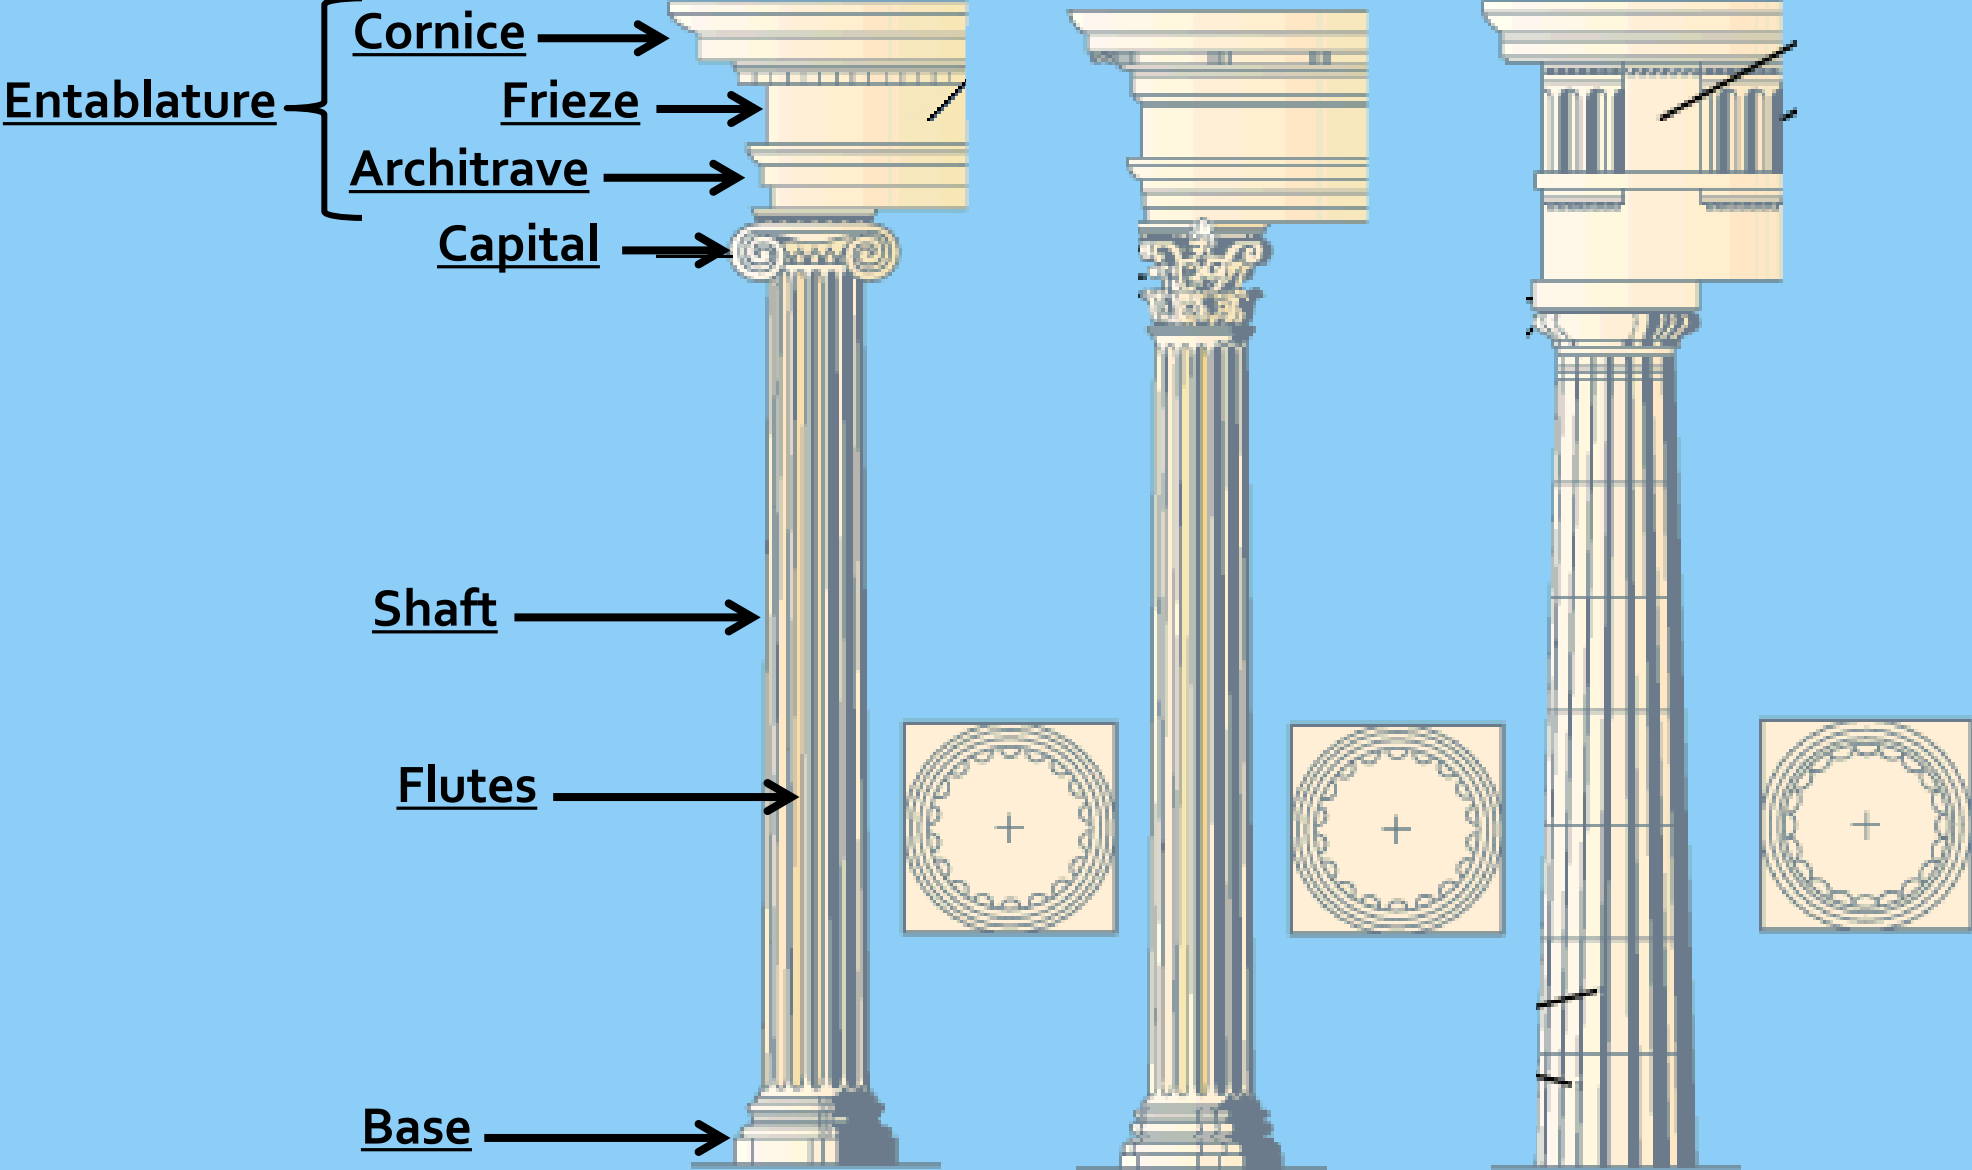 Cornice
Entablature
Frieze
Architrave
Capital
Shaft
Flutes
Base